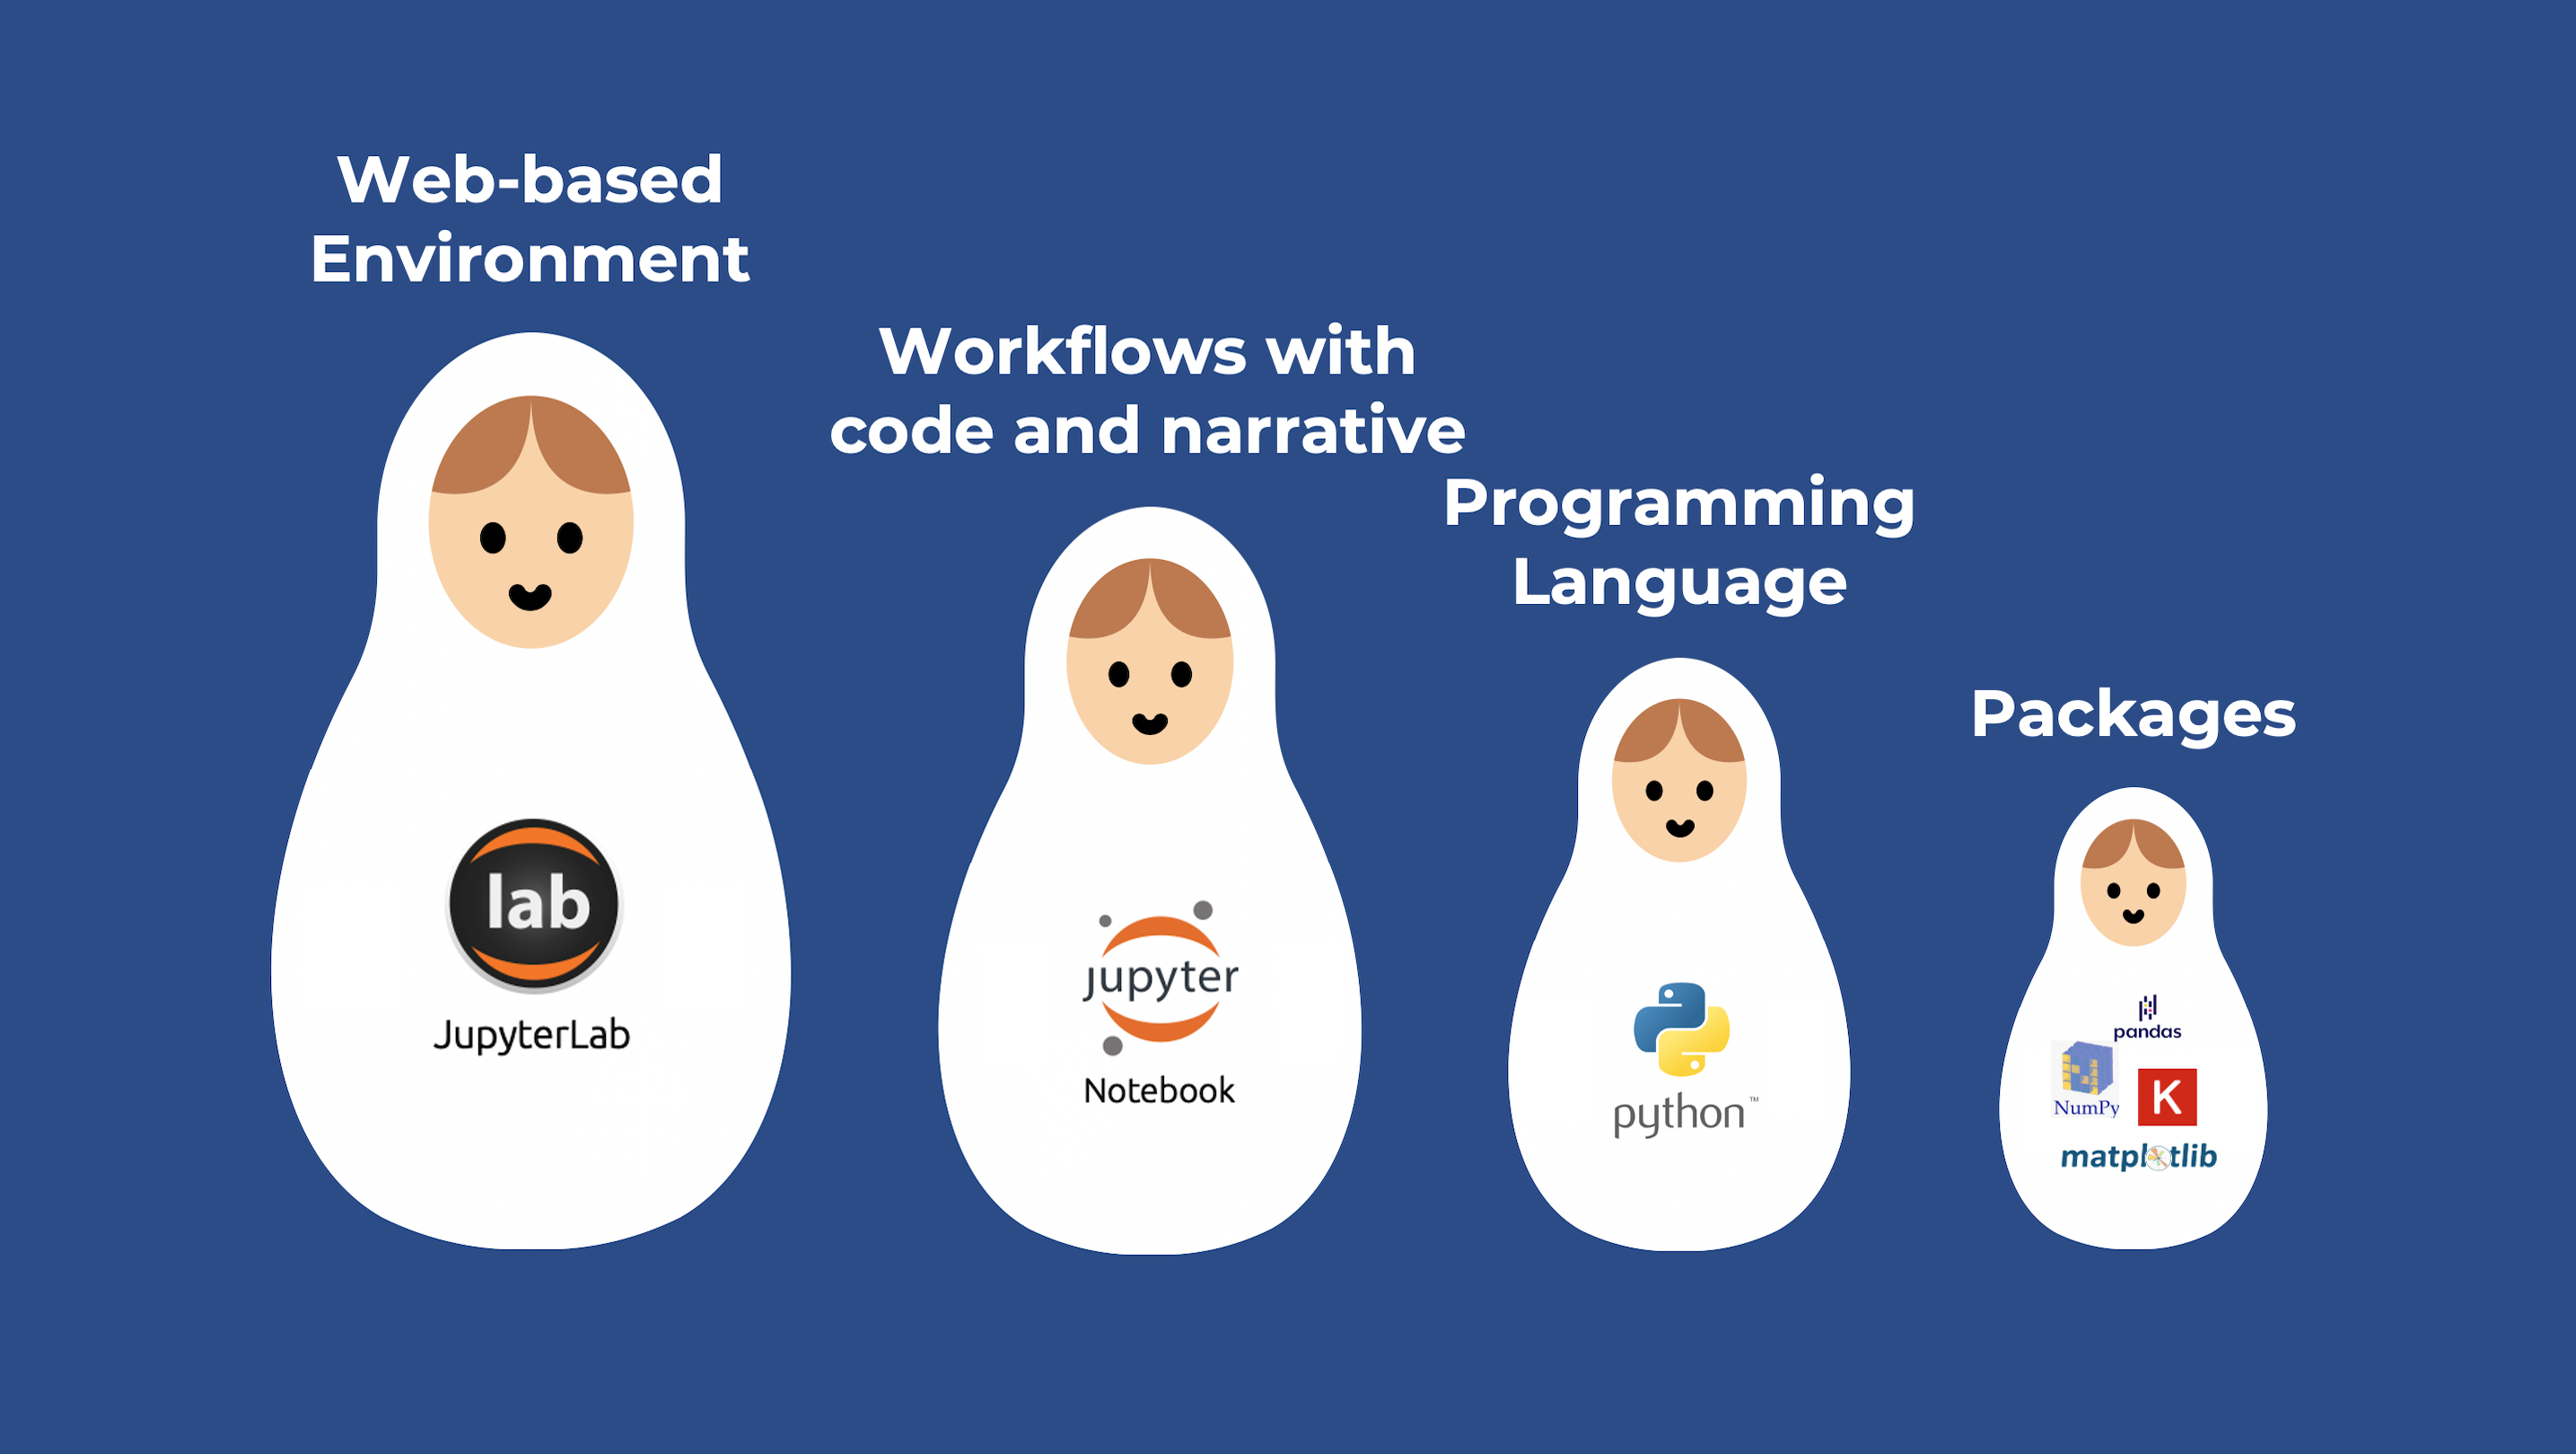 Web-based
Environment
Workflows with
code and narrative
Programming
Language
Packages
lab
JupyterLab
jupyter
Notebook
python™
pandas
NumPy
K
matplotlib